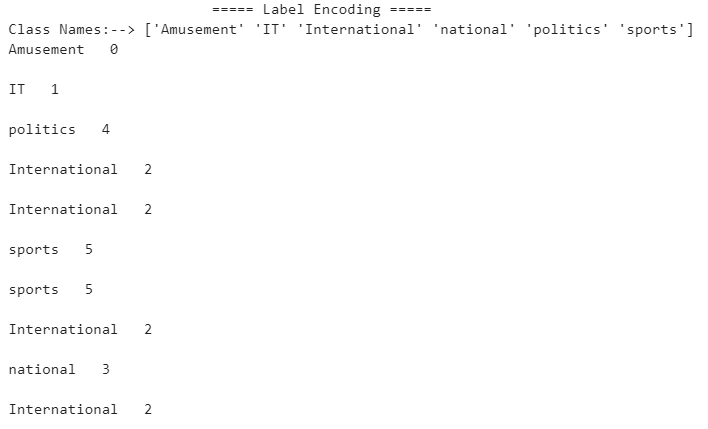 ===== Label Encoding =====
Class Names:--> ['Amusement' 'IT' 'International' 'national' 'politics' 'sports']
Amusement   0
IT   1
politics   4
International   2
International   2
sports   5
sports   5
International   2
national   3
International   2